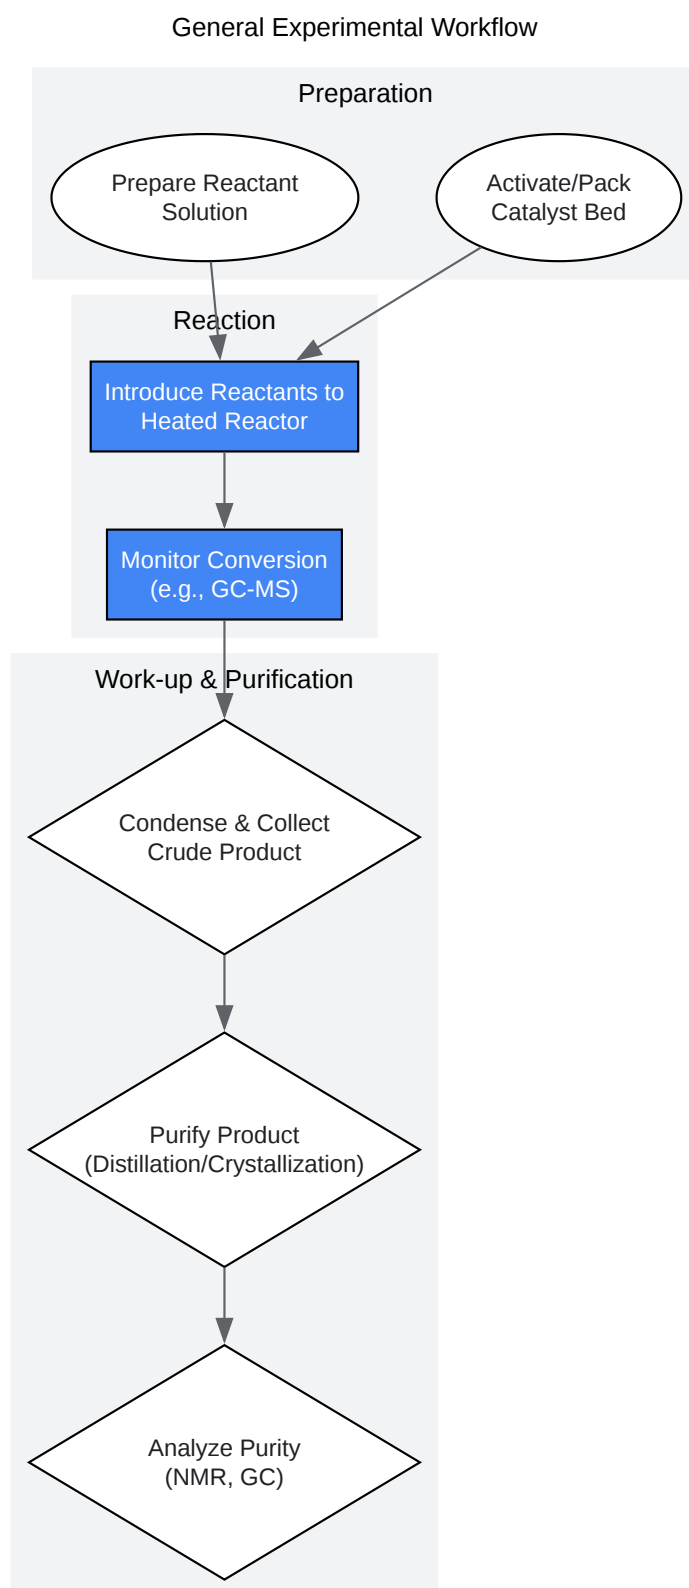 General Experimental Workflow
Preparation
Prepare Reactant
Solution
Activate/Pack
Catalyst Bed
Reaction
Introduce Reactants to
Heated Reactor
Monitor Conversion
(e.g., GC-MS)
Work-up & Purification
Condense & Collect
Crude Product
Purify Product
(Distillation/Crystallization)
Analyze Purity
(NMR, GC)